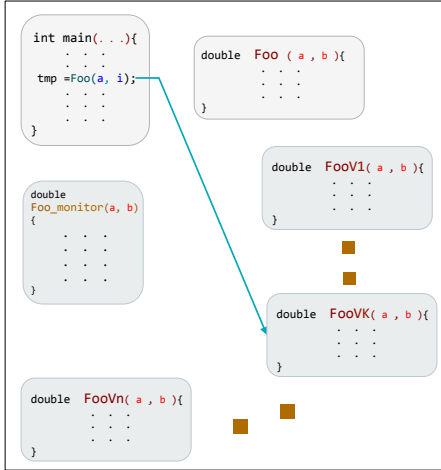 int main(. . .){
. . .
. . .
tmp =Foo(a, i);
. . .
. . .
. . .
}
double Foo ( a , b ){
. . .
. . .
. . .
}
double FooV1( a , b ){
. . .
. . .
. . .
}
double
Foo_monitor(a, b)
{
. . .
. . .
. . .
. . .
}
double FooVK( a , b ){
. . .
. . .
. . .
}
double FooVn( a , b ){
. . .
. . .
. . .
}